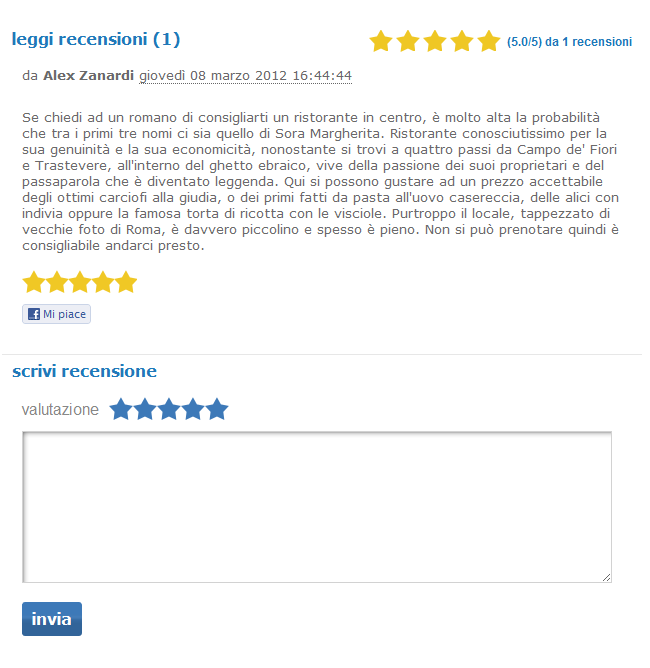 leggi recensioni (1)
(5.0/5) da 1 recensioni
da Alex Zanardi giovedì 08 marzo 2012 16:44:44
Se chiedi ad un romano di consigliarti un ristorante in centro, è molto alta la probabilità
che tra i primi tre nomi ci sia quello di Sora Margherita. Ristorante conosciutissimo per la
sua genuinità e la sua economicità, nonostante si trovi a quattro passi da Campo de' Fiori
e Trastevere, all'interno del ghetto ebraico, vive della passione dei suoi proprietari e del
passaparola che è diventato leggenda. Qui si possono gustare ad un prezzo accettabile
degli ottimi carciofi alla giudia, o dei primi fatti da pasta all'uovo casereccia, delle alici con
indivia oppure la famosa torta di ricotta con le visciole. Purtroppo il locale, tappezzato di
vecchie foto di Roma, è davvero piccolino e spesso è pieno. Non si può prenotare quindi è
consigliabile andarci presto.
Mi piace
scrivi recensione
valutazione
invia